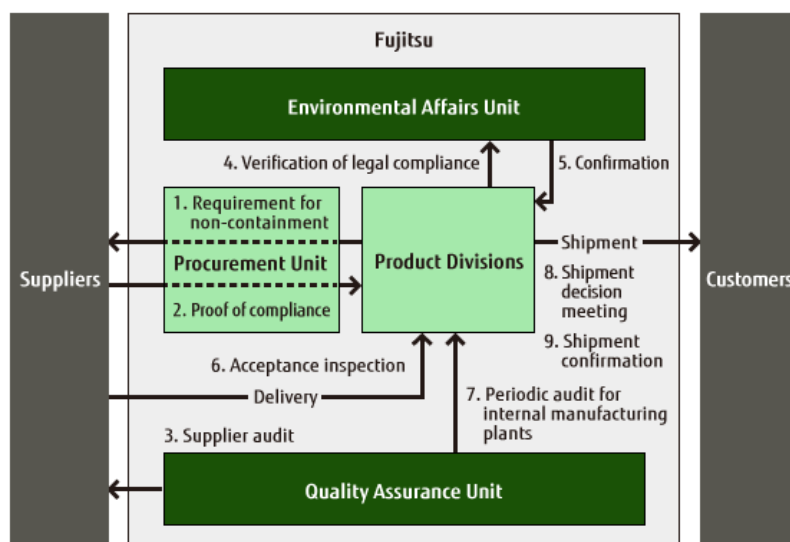 Fujitsu
Environmental Affairs Unit
4. Verification of legal compliance
5. Confirmation
1. Requirement for
non-containment
Procurement Unit
2. Proof of compliance
Product Divisions
Suppliers
Shipment
8. Shipment
decision
meeting
9. Shipment
confirmation
Customers
6. Acceptance inspection
Delivery
7. Periodic audit for
internal manufacturing
plants
3. Supplier audit
Quality Assurance Unit